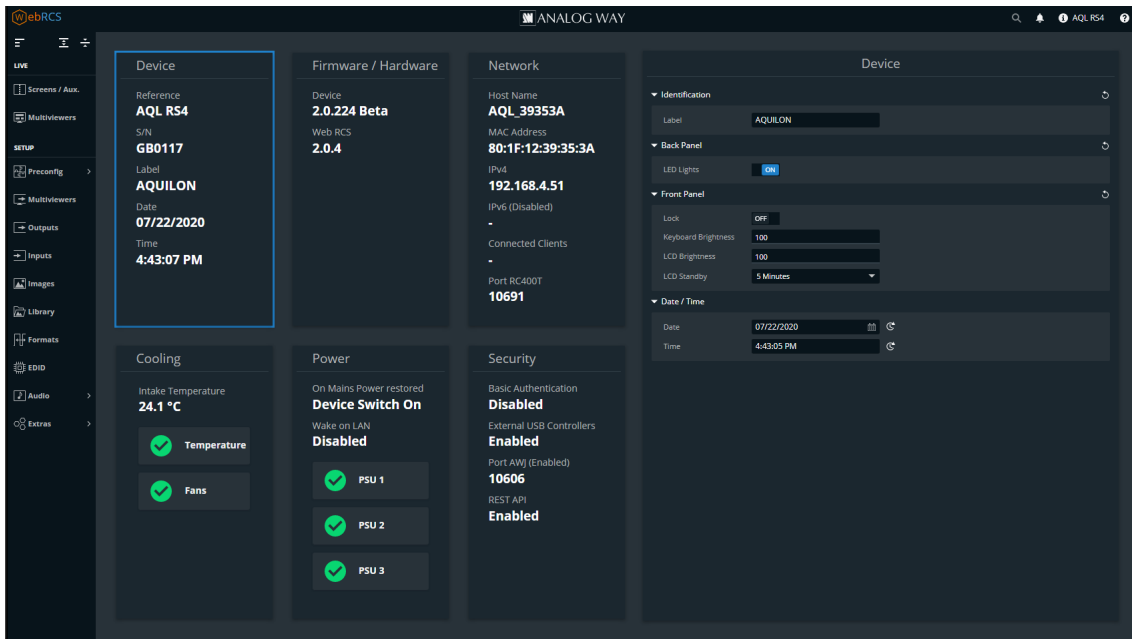 WebRCS
ANALOG WAY
AQL RS4
LIVE
Screens / Aux.
Multiviewers
SETUP
Preconfig
Multiviewers
Outputs
Inputs
Images
Library
Formats
EDID
Audio
Extras
Device
Reference
AQL RS4
S/N
GB0117
Label
AQUILON
Date
07/22/2020
Time
4:43:07 PM
Firmware / Hardware
Device
2.0.224 Beta
Web RCS
2.0.4
Network
Host Name
AQL_39353A
MAC Address
80:1F:12:39:35:3A
IPv4
192.168.4.51
IPv6 (Disabled)
-
Connected Clients
-
Port RC400T
10691
Cooling
Intake Temperature
24.1 °C
Temperature
Fans
Power
On Mains Power restored
Device Switch On
Wake on LAN
Disabled
PSU 1
PSU 2
PSU 3
Security
Basic Authentication
Disabled
External USB Controllers
Enabled
Port AWJ (Enabled)
10606
REST API
Enabled
Device
Identification
Label AQUILON
Back Panel
LED Lights ON
Front Panel
Lock OFF
Keyboard Brightness 100
LCD Brightness 100
LCD Standby 5 Minutes
Date / Time
Date 07/22/2020
Time 4:43:05 PM